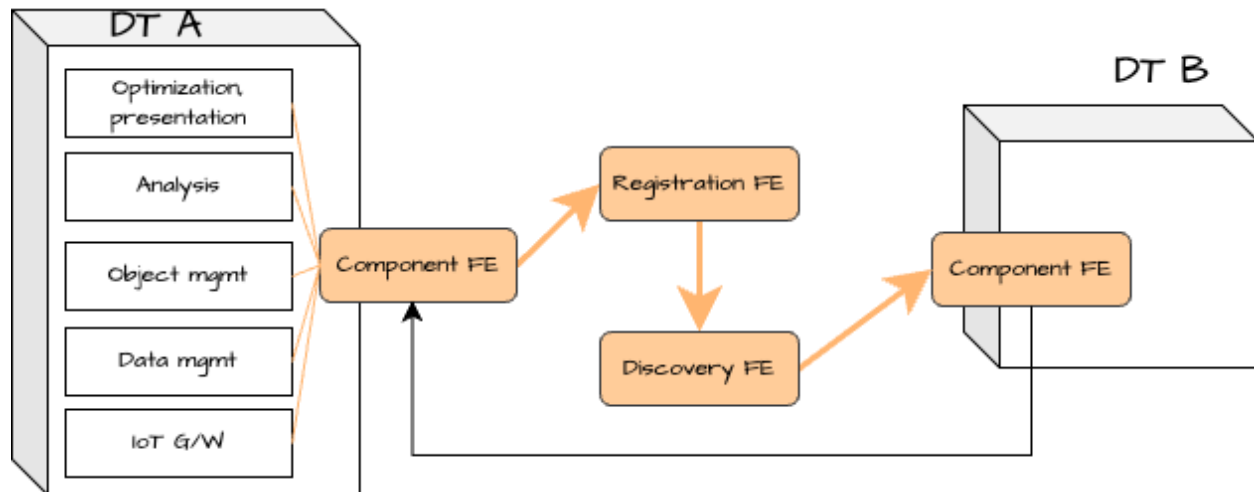 DT A
Optimization,
presentation
Analysis
Object mgmt
Data mgmt
IoT G/W
Component FE
Registration FE
Discovery FE
DT B
Component FE